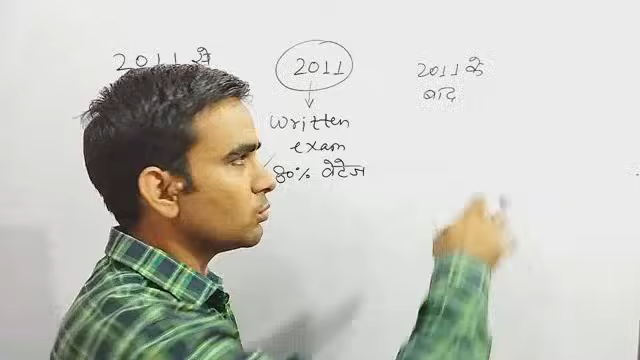 2011 से
2011
written
exam
80% वेटेज
2011 के
बाद